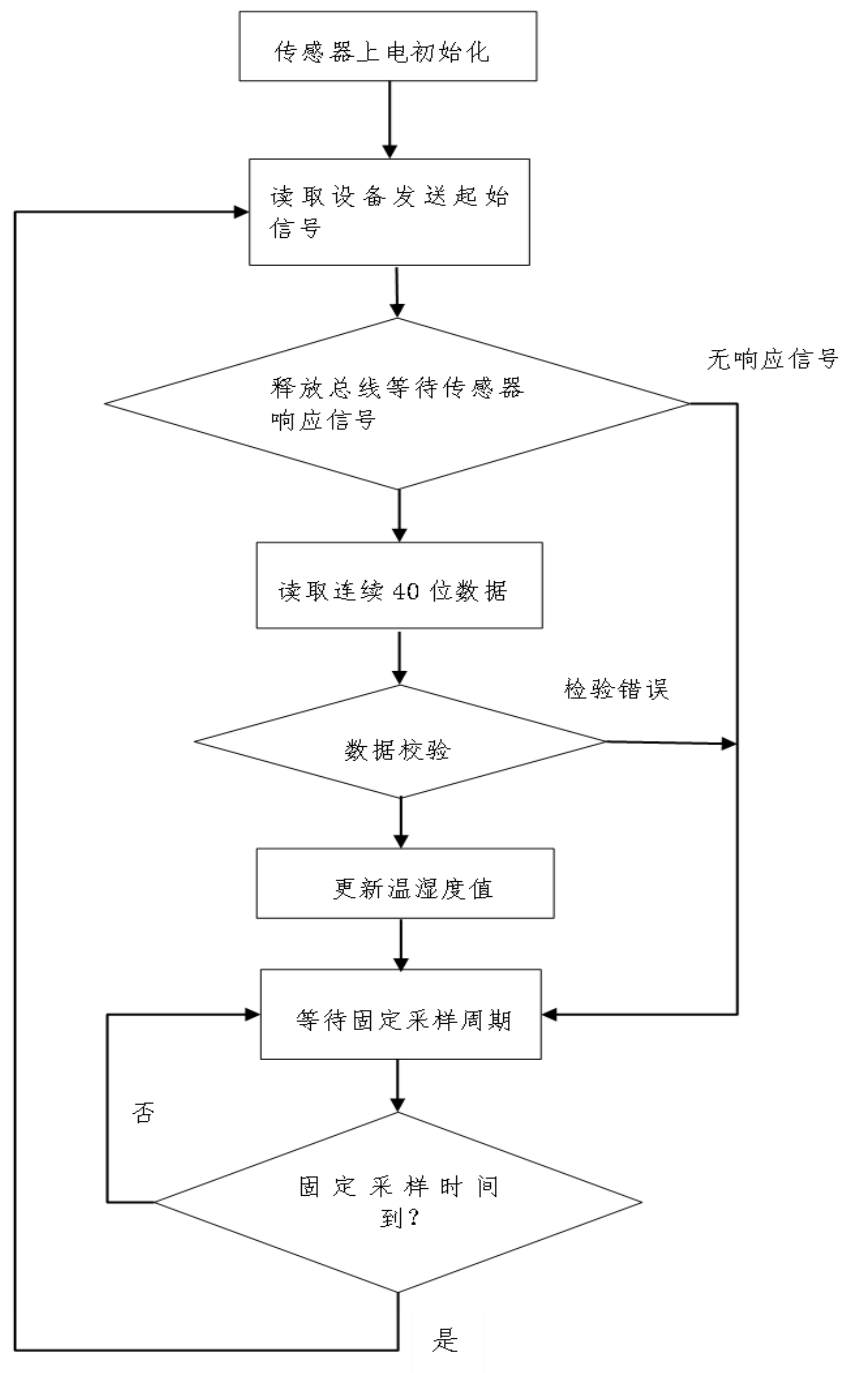 传感器上电初始化
读取设备发送起始
信号
无响应信号
释放总线等待传感器
响应信号
读取连续40位数据
检验错误
数据校验
更新温湿度值
等待固定采样周期
否
固定采样时间
到？
是